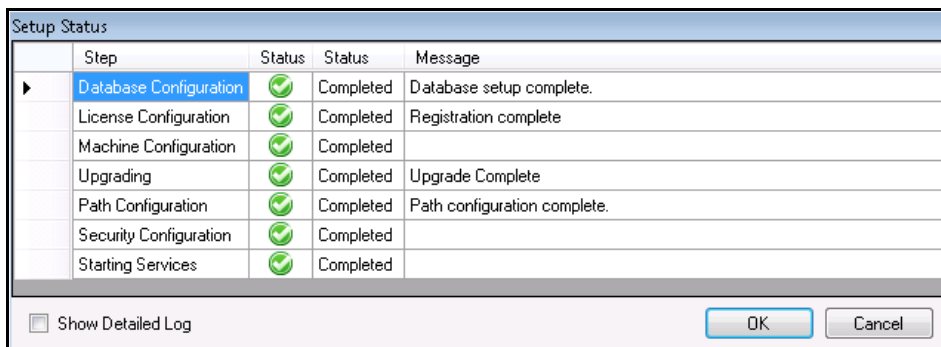 Setup Status
Step Status Status Message
Database Configuration Completed Database setup complete.
License Configuration Completed Registration complete
Machine Configuration Completed
Upgrading Completed Upgrade Complete
Path Configuration Completed Path configuration complete.
Security Configuration Completed
Starting Services Completed
Show Detailed Log OK Cancel